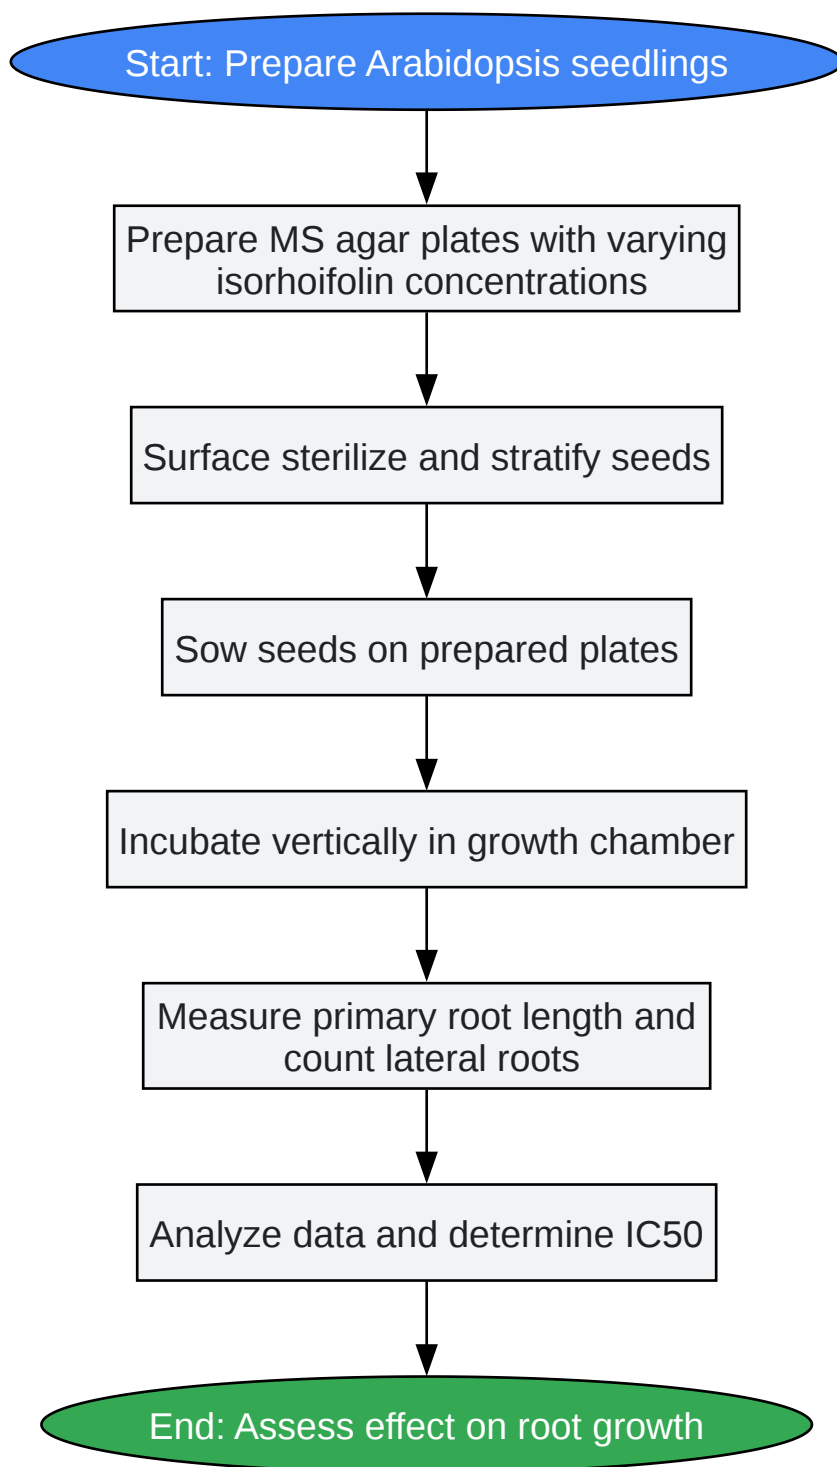 Start: Prepare Arabidopsis seedlings
Prepare MS agar plates with varying
isorhoifolin concentrations
Surface sterilize and stratify seeds
Sow seeds on prepared plates
Incubate vertically in growth chamber
Measure primary root length and
count lateral roots
Analyze data and determine IC50
End: Assess effect on root growth